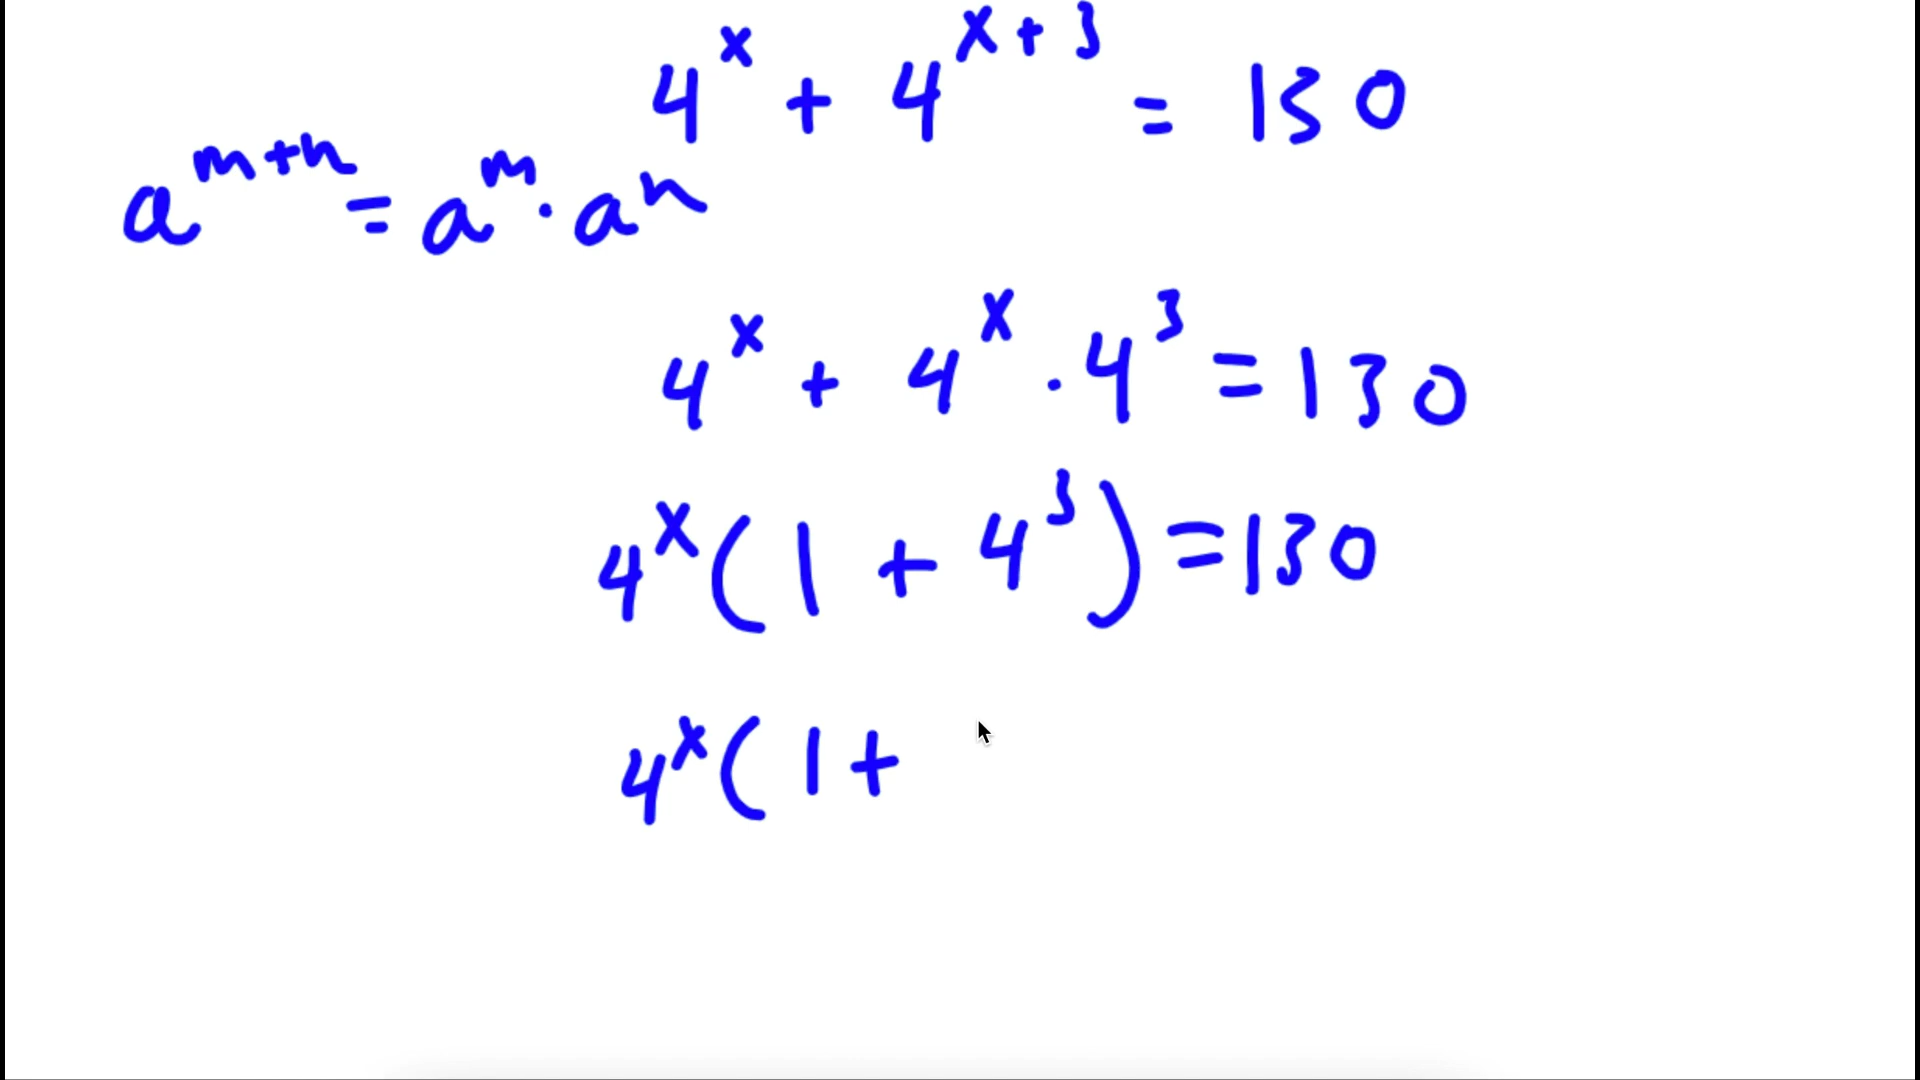 4^x + 4^{x+3} = 130
a^{m+n} = a^m · a^n
4^x + 4^x · 4^3 = 130
4^x (1 + 4^3) = 130
4^x ( 1 +